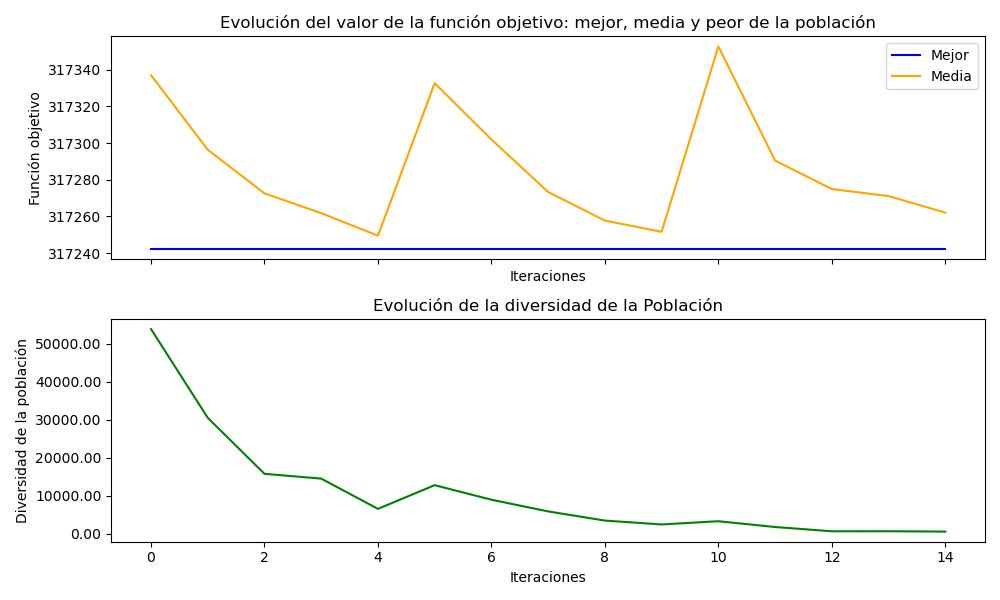 Evolución del valor de la función objetivo: mejor, media y peor de la población
Mejor
Media
317340
317320
317300
317280
317260
317240
Función objetivo
Iteraciones
Evolución de la diversidad de la Población
50000.00
40000.00
30000.00
20000.00
10000.00
0.00
Diversidad de la población
0 2 4 6 8 10 12 14
Iteraciones